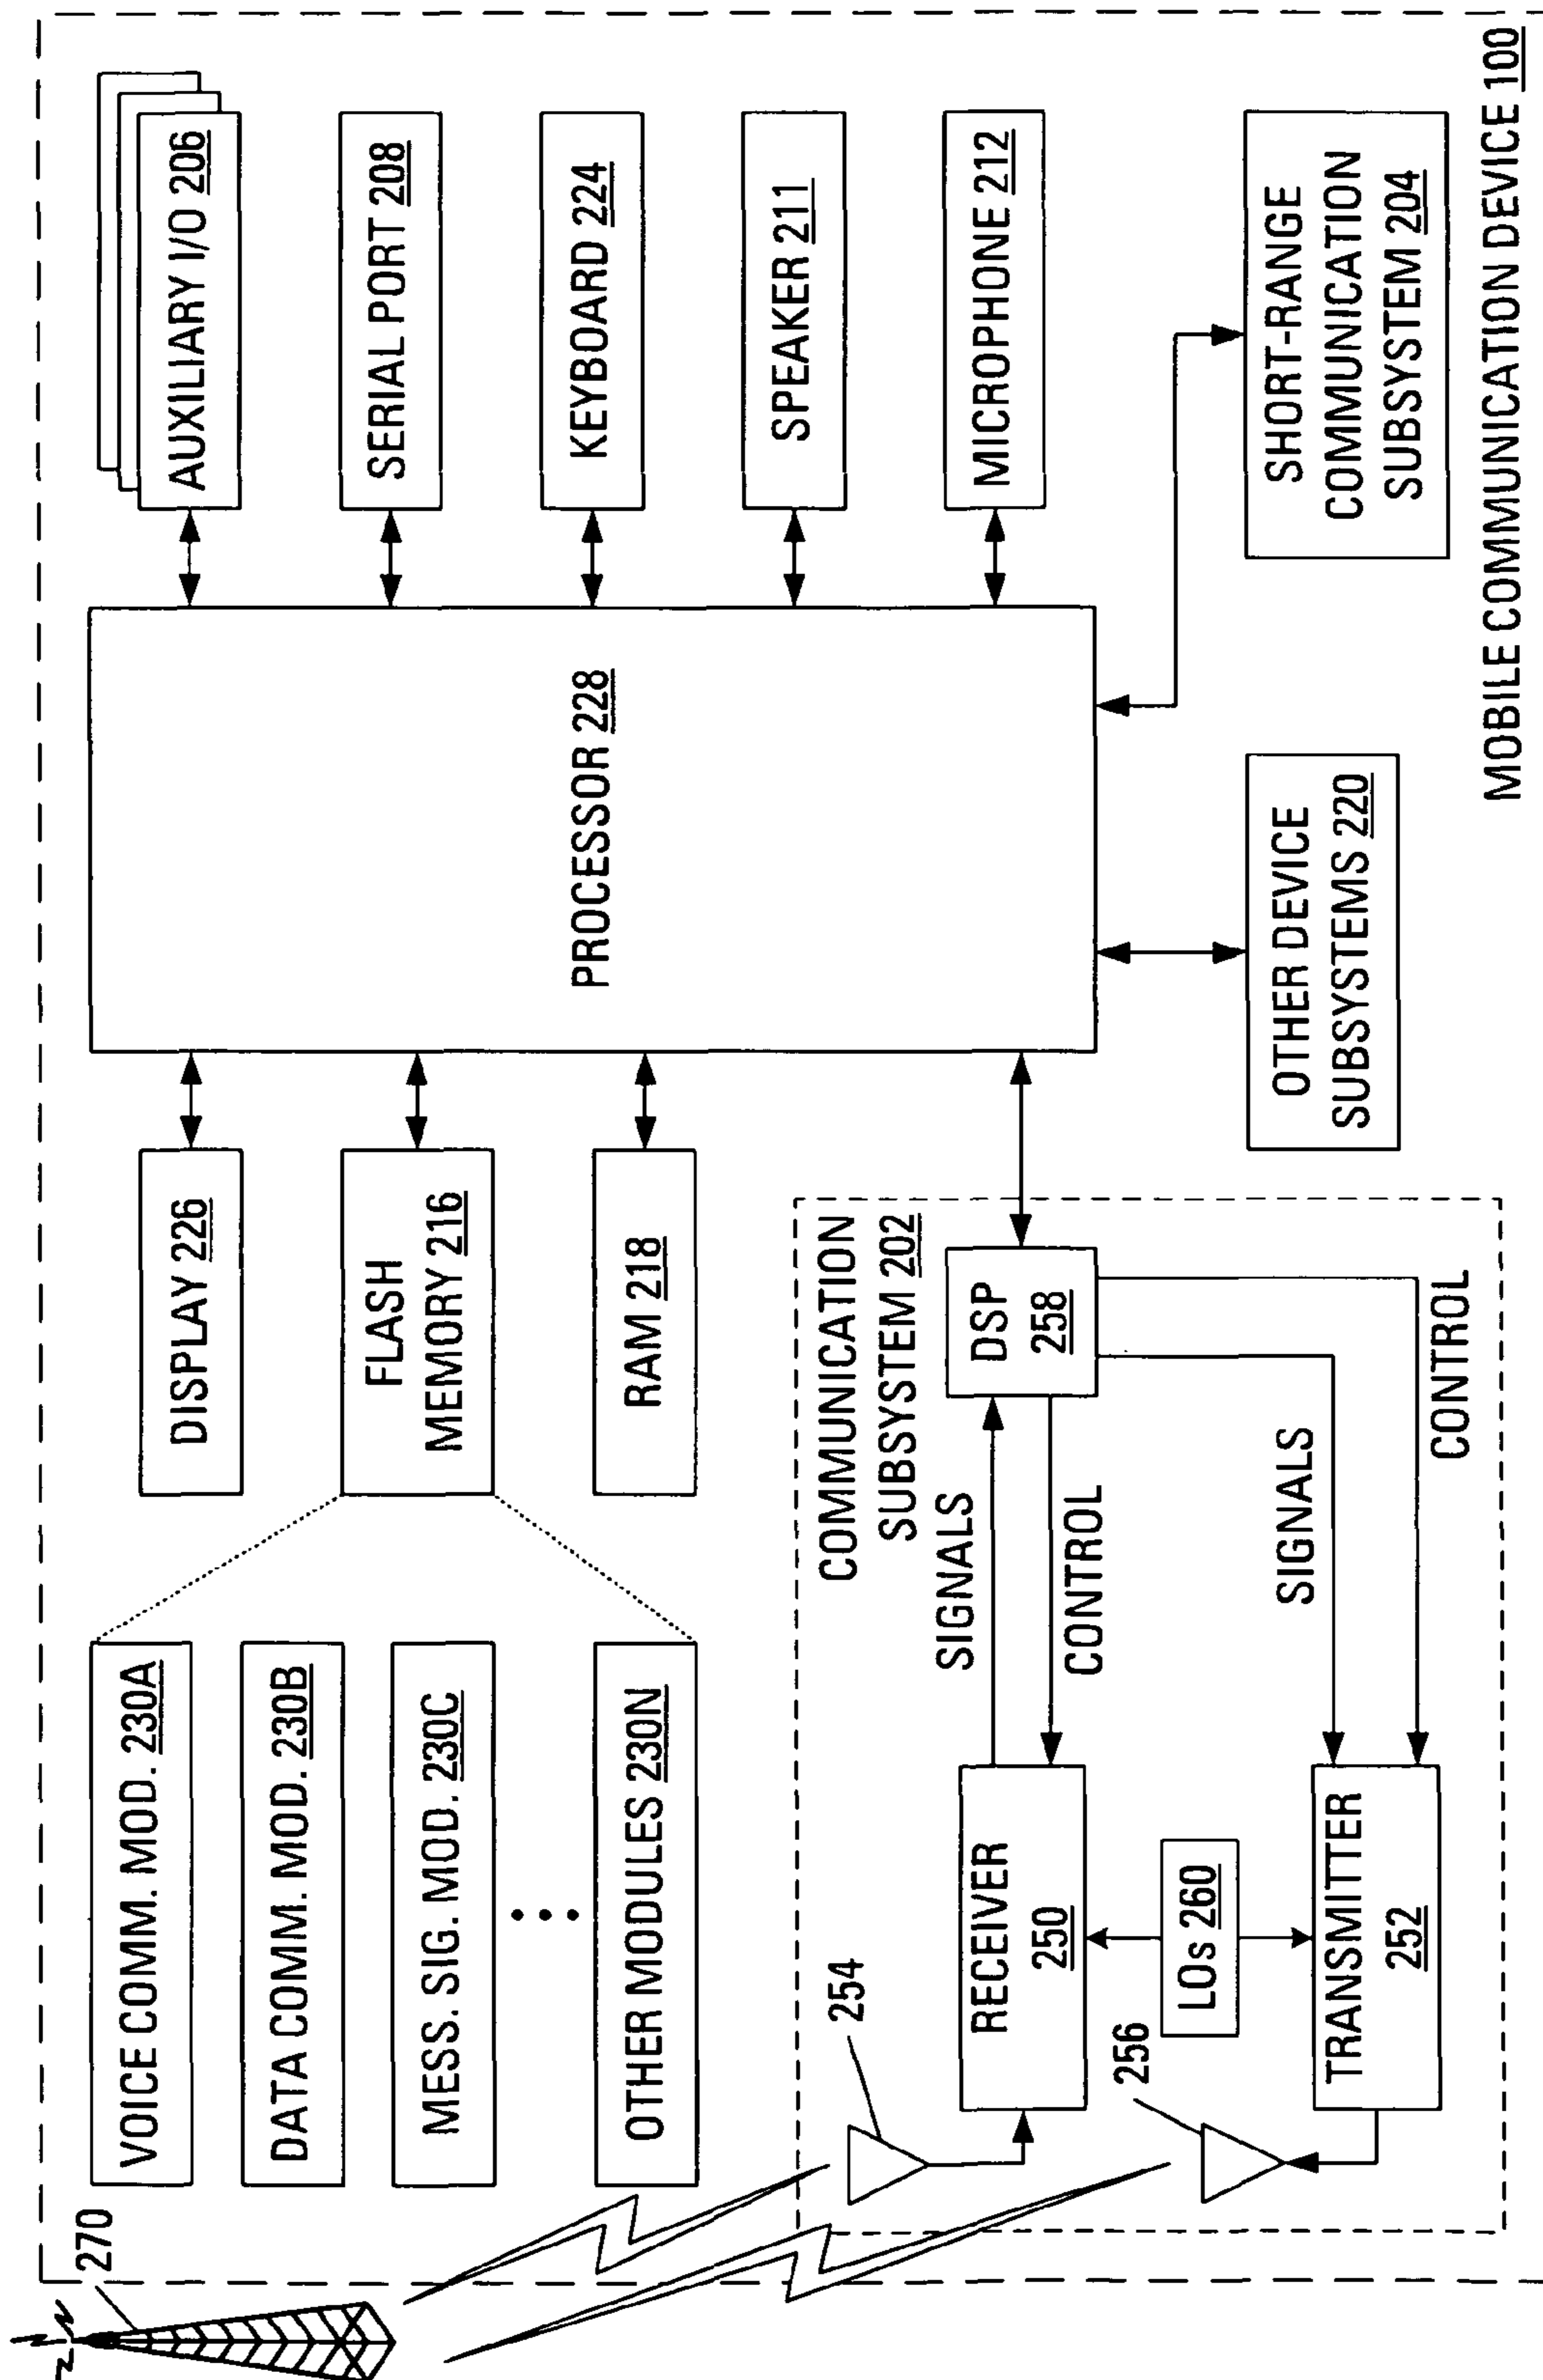 270
VOICE COMM. MOD. 230A
DATA COMM. MOD. 230B
MESS. SIG. MOD. 230C
OTHER MODULES 230N
DISPLAY 226
FLASH
MEMORY 216
RAM 218
PROCESSOR 228
AUXILIARY I/O 206
SERIAL PORT 208
KEYBOARD 224
SPEAKER 211
MICROPHONE 212
COMMUNICATION
SUBSYSTEM 202
254
RECEIVER
250
SIGNALS
CONTROL
DSP
258
256
LOs 260
TRANSMITTER
252
SIGNALS
CONTROL
OTHER DEVICE
SUBSYSTEMS 220
SHORT-RANGE
COMMUNICATION
SUBSYSTEM 204
MOBILE COMMUNICATION DEVICE 100